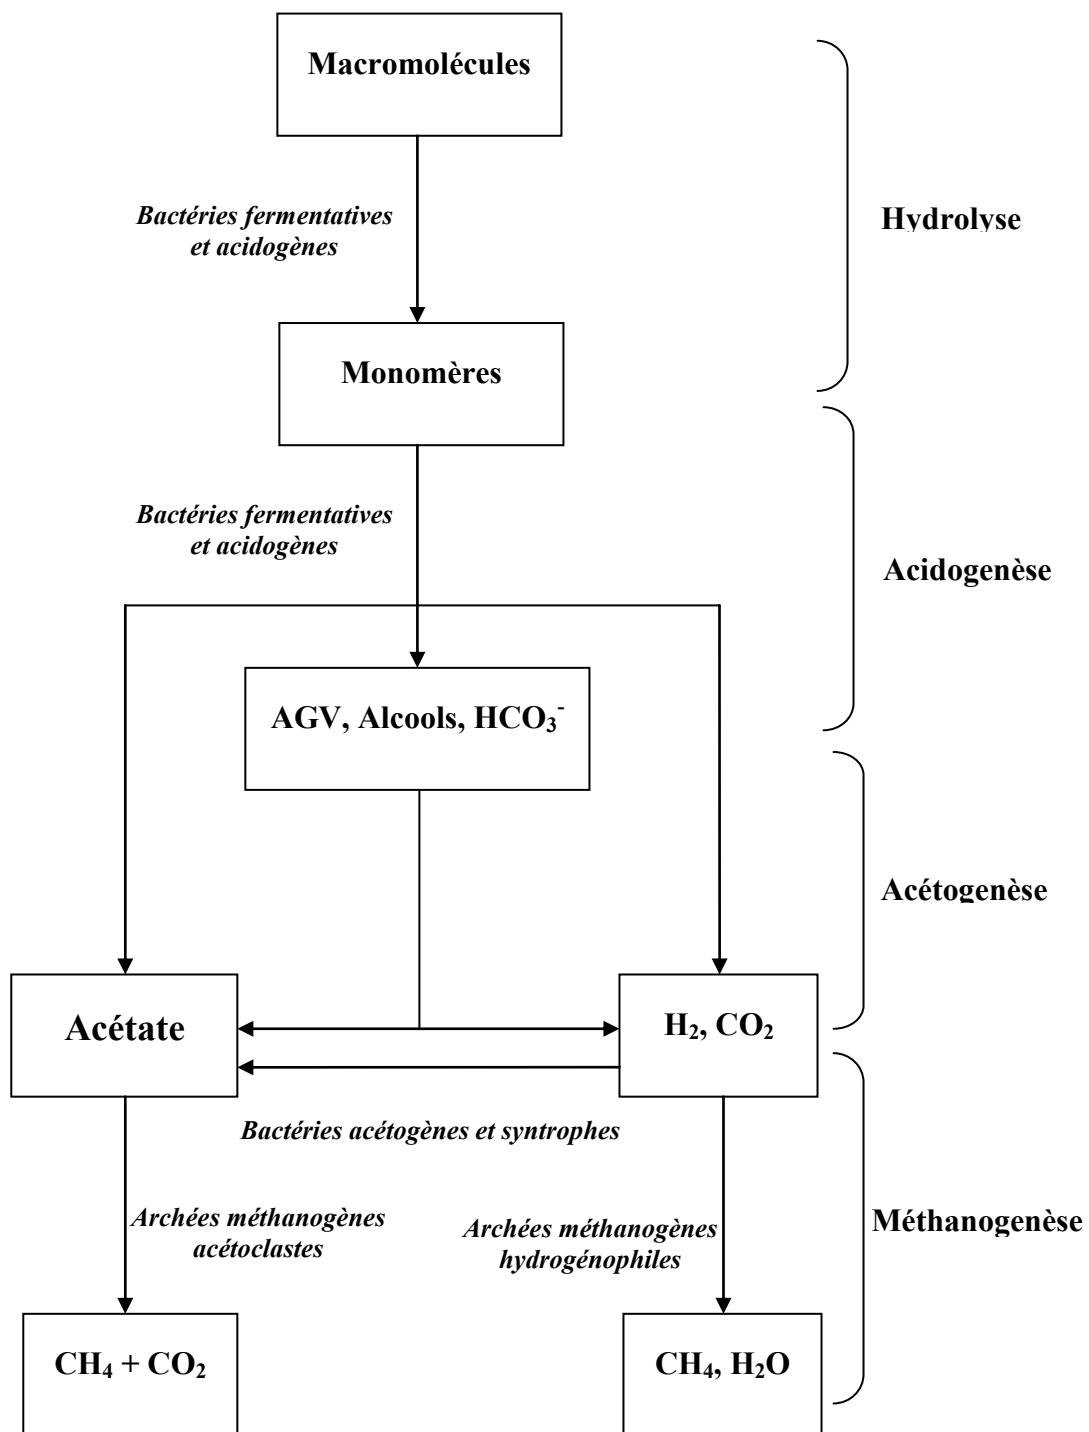 Macromolécules
Bactéries fermentatives
et acidogènes
Hydrolyse
Monomères
Bactéries fermentatives
et acidogènes
Acidogenèse
AGV, Alcools, HCO₃⁻
Acétogenèse
Acétate
H₂, CO₂
Bactéries acétogènes et syntrophes
Archées méthanogènes
acétoclastes
Archées méthanogènes
hydrogénophiles
Méthanogenèse
CH₄ + CO₂
CH₄, H₂O